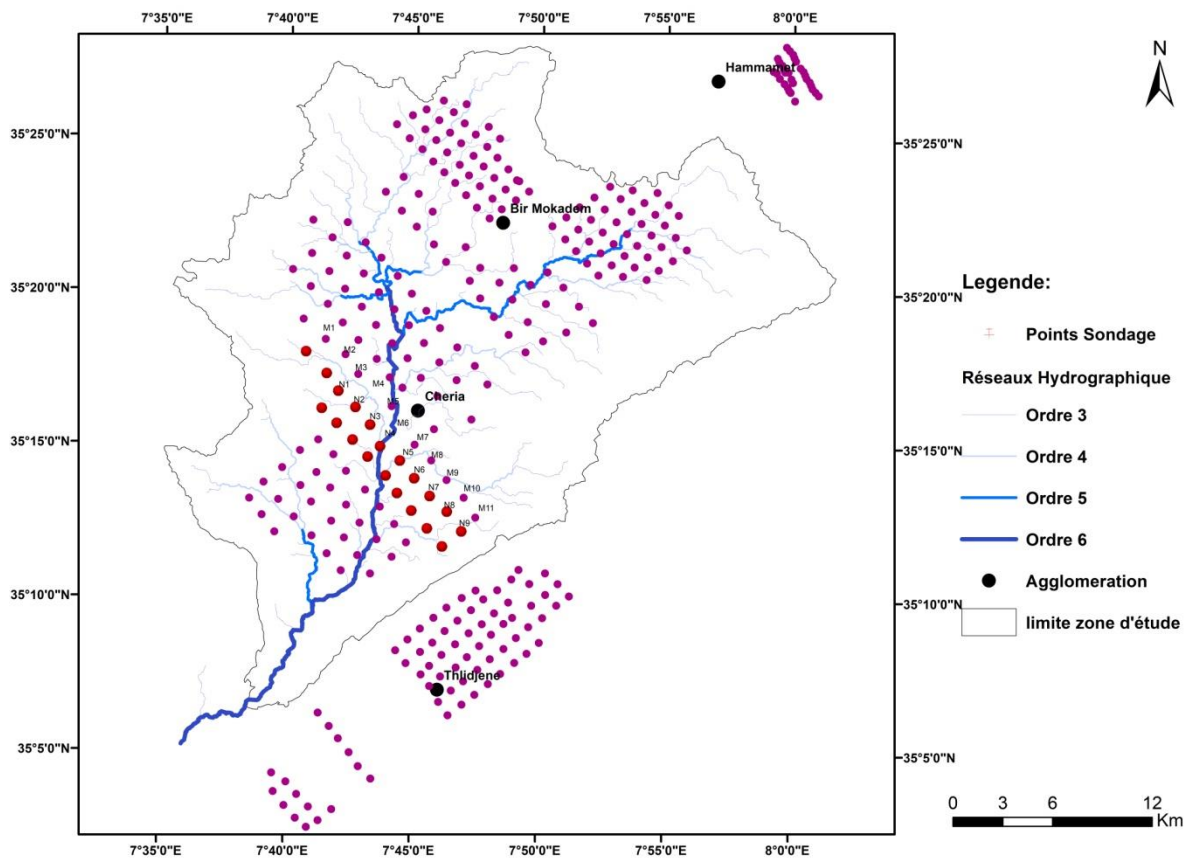 7°35'0"E 7°40'0"E 7°45'0"E 7°50'0"E 7°55'0"E 8°0'0"E
N
Hammamet
35°25'0"N
35°25'0"N
Bir Mokadem
35°20'0"N
35°20'0"N
Legende:
Points Sondage
Réseaux Hydrographique
Ordre 3
Ordre 4
Ordre 5
Ordre 6
Agglomeration
limite zone d'étude
M1
M2
M3
M4
M5
M6
M7
M8
M9
M10
M11
N1
N2
N3
N5
N6
N7
N8
N9
Cheria
35°15'0"N
35°15'0"N
35°10'0"N
35°10'0"N
Thlidjene
35°5'0"N
35°5'0"N
0 3 6 12
Km
7°35'0"E 7°40'0"E 7°45'0"E 7°50'0"E 7°55'0"E 8°0'0"E